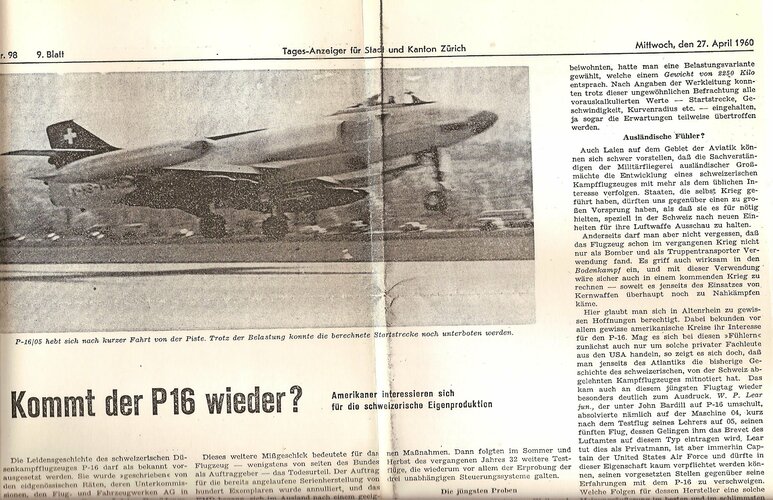 r. 98 9. Blatt
Tages-Anzeiger für Stadt und Kanton Zürich
Mittwoch, den 27. April 1960
P-16/05 hebt sich nach kurzer Fahrt von der Piste. Trotz der Belastung konnte die berechnete Startstrecke noch unterboten werden.
Kommt der P16 wieder?
Amerikaner interessieren sich
für die schweizerische Eigenproduktion
Die Leidensgeschichte des schweizerischen Dü-
senkampfflugzeuges P-16 darf als bekannt vor-
ausgesetzt werden. Sie wurde vgeschrieben von
den eidgenössischen Räten, deren Unterkommis-
sionen, den Flug- und Fahrzeugwerken AG in
Dieses weitere Mißgeschick bedeutete für das
Flugzeug — wenigstens von seiten des Bundes
als Auftraggeber — das Todesurteil. Der Auftrag
für die bereits angelaufene Serienherstellung von
hundert Exemplaren wurde annulliert, und das
nen Maßnahmen. Dann folgten im Sommer und
Herbst des vergangenen Jahres 32 weitere Test-
flüge, die wiederum vor allem der Erprobung der
drei unabhängigen Steuerungssysteme galten.
Die jüngsten Proben
beiwohnten, hatte man eine Belastungsvariante
gewählt, welche einem Gewicht von 2250 Kilo
entsprach. Nach Angaben der Werkleitung konn-
ten trotz dieser ungewöhnlichen Befrachtung alle
vorauskalkulierten Werte — Startstrecke, Ge-
schwindigkeit, Kurvenradius etc. — eingehalten,
ja sogar die Erwartungen teilweise übertroffen
werden.
Ausländische Fühler?
Auch Laien auf dem Gebiet der Aviatik kön-
nen sich schwer vorstellen, daß die Sachverstän-
digen der Militärfliegerei ausländischer Groß-
mächte die Entwicklung eines schweizerischen
Kampfflugzeuges mit mehr als dem üblichen In-
teresse verfolgen. Staaten, die selbst Krieg ge-
führt haben, dürften uns gegenüber einen zu gro-
ßen Vorsprung haben, als daß sie es für nötig
hielten, speziell in der Schweiz nach neuen Ein-
heiten für ihre Luftwaffe Ausschau zu halten.
Anderseits darf man aber nicht vergessen, daß
das Flugzeug schon im vergangenen Krieg nicht
nur als Bomber und als Truppentransporter Ver-
wendung fand. Es griff auch wirksam in den
Bodenkampf ein, und mit dieser Verwendung
wäre sicher auch in einem kommenden Krieg zu
rechnen — soweit es jenseits des Einsatzes von
Kernwaffen überhaupt noch zu Nahkämpfen
käme.
Hier glaubt man sich in Altenrhein zu gewis-
sen Hoffnungen berechtigt. Dabei bekunden vor
allem gewisse amerikanische Kreise ihr Interesse
für den P-16. Mag es sich bei diesen »Fühlern«
zunächst auch nur um solche privater Fachleute
aus den USA handeln, so zeigt es sich doch, daß
man jenseits des Atlantiks die bisherige Ge-
schichte des schweizerischen, von der Schweiz ab-
gelehnten Kampfflugzeuges mitnotiert hat. Das
kam auch an diesem jüngsten Flugtag wieder
besonders deutlich zum Ausdruck. W. P. Lear
jun., der unter John Bardill auf P-16 umschult,
absolvierte nämlich auf der Maschine 04, kurz
nach dem Testflug seines Lehrers auf 05, seinen
fünften Flug, dessen Gelingen ihm das Brevet des
Luftamtes auf diesem Typ eintragen wird. Lear
tut dies als Privatmann, ist aber immerhin Cap-
tain der United States Air Force und dürfte in
dieser Eigenschaft kaum verpflichtet werden kön-
nen, seinen vorgesetzten Stellen gegenüber seine
Erfahrungen mit dem P-16 zu verschweigen.
Welche Folgen für dessen Hersteller eine solche